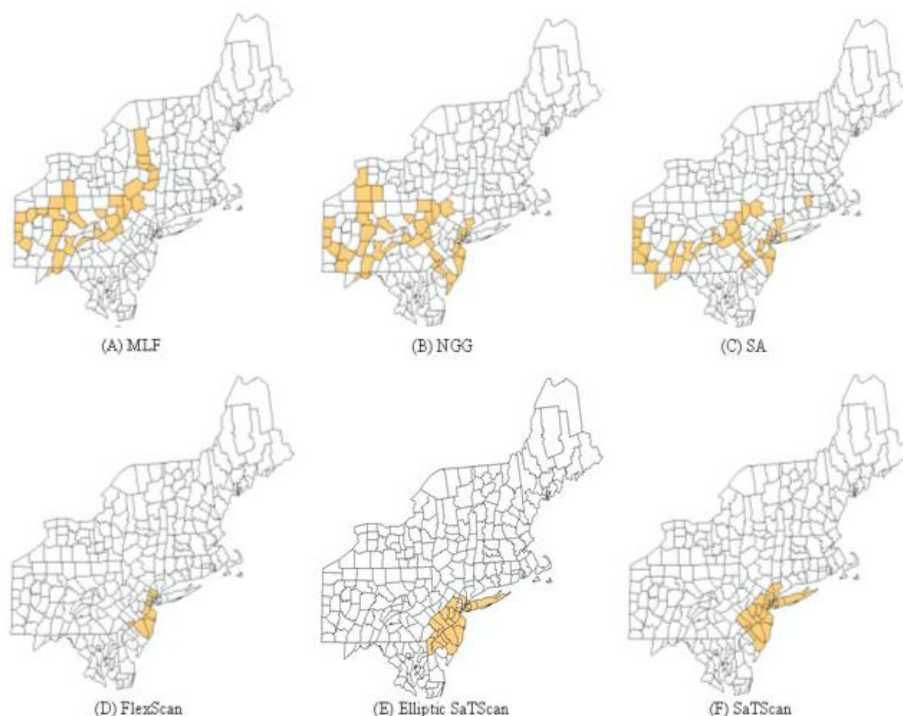 (A) MLF
(B) NGG
(C) SA
(D) FlexScan
(E) Elliptic SaTScan
(F) SaTScan